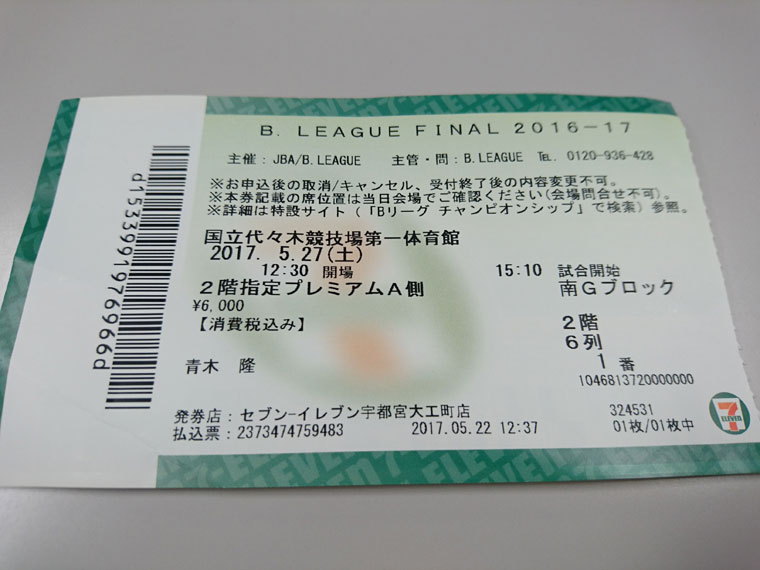 B. LEAGUE FINAL 2016-17
主催：JBA/B.LEAGUE 主管・問：B.LEAGUE TEL. 0120-936-428
※お申込後の取消/キャンセル、受付終了後の内容変更不可。
※本券記載の席位置は当日会場でご確認ください(会場問合せ不可)。
※詳細は特設サイト(「Bリーグ チャンピオンシップ」で検索)参照。
国立代々木競技場第一体育館
2017. 5.27(土)
12:30 開場 15:10 試合開始
2階指定プレミアムA側 南Gブロック
¥6,000
【消費税込み】 2階
6列
青木 隆 1番
1046813720000000
発券店：セブン-イレブン宇都宮大工町店 324531
払込票：2373474759483 2017.05.22 12:37 01枚/01枚中
d1533991976966d
7-ELEVEN